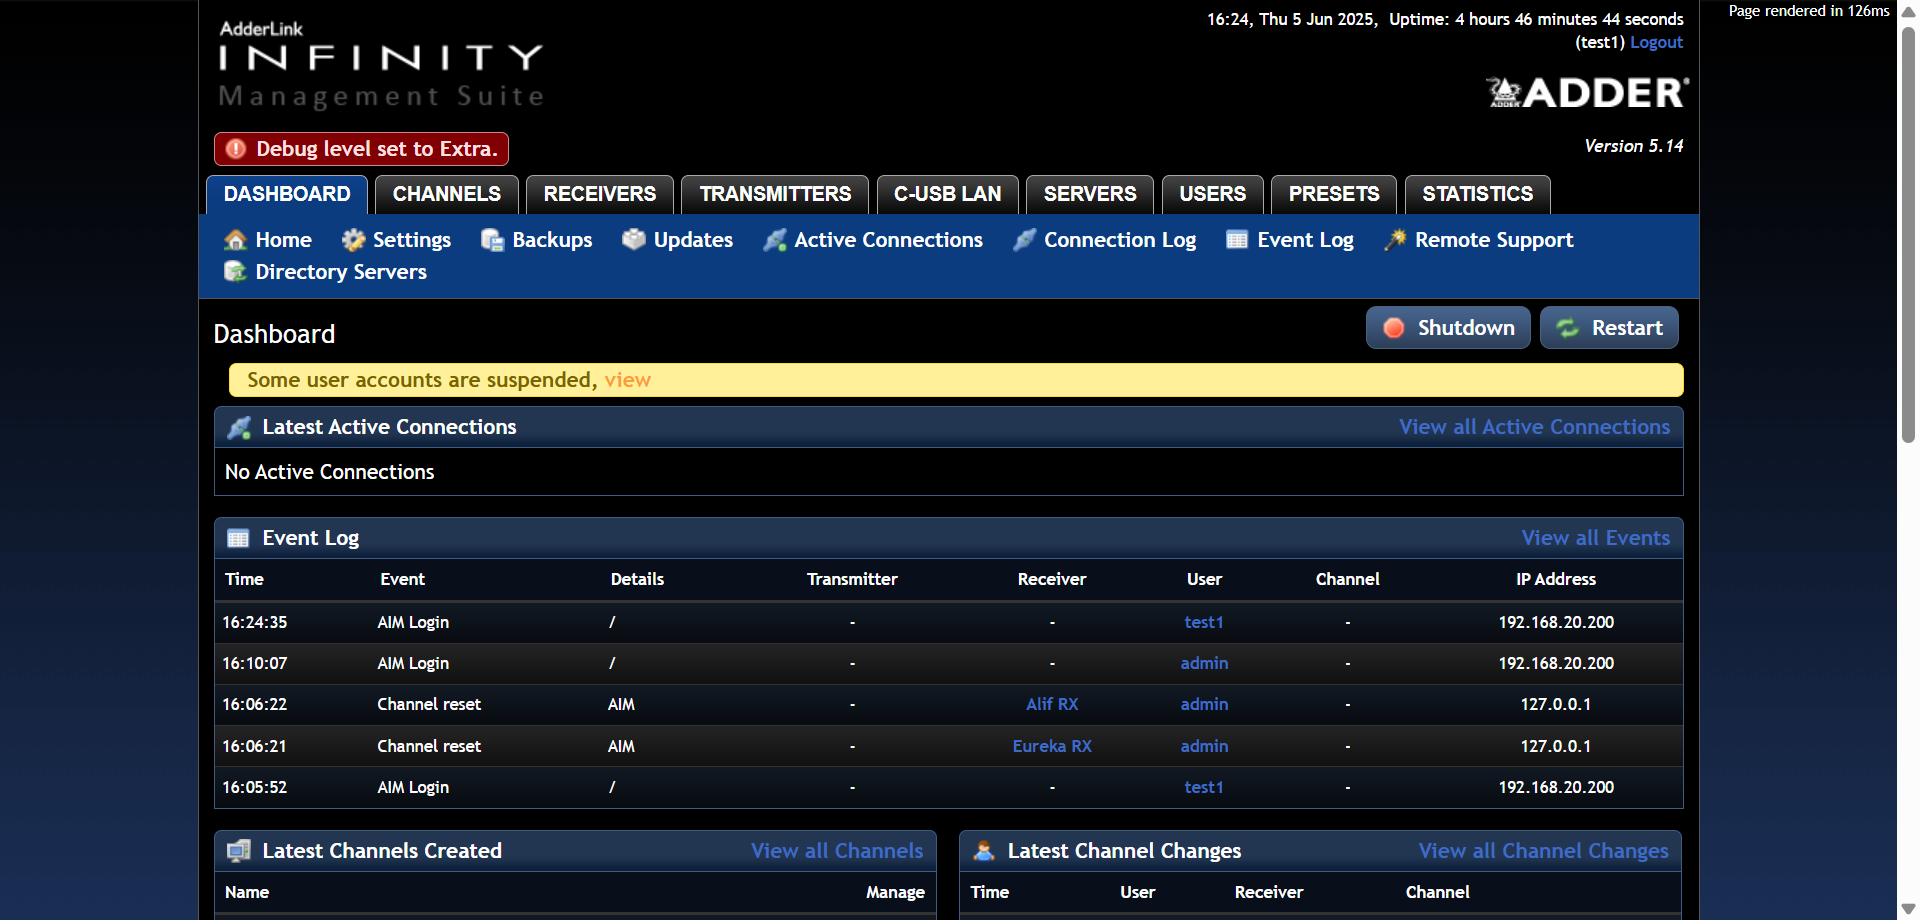 Page rendered in 126ms
16:24, Thu 5 Jun 2025, Uptime: 4 hours 46 minutes 44 seconds
(test1) Logout
AdderLink
INFINITY
Management Suite
ADDER
ADDER®
Debug level set to Extra.
Version 5.14
DASHBOARD CHANNELS RECEIVERS TRANSMITTERS C-USB LAN SERVERS USERS PRESETS STATISTICS
Home Settings Backups Updates Active Connections Connection Log Event Log Remote Support
Directory Servers
Dashboard
Shutdown Restart
Some user accounts are suspended, view
Latest Active Connections View all Active Connections
No Active Connections
Event Log View all Events
Time Event Details Transmitter Receiver User Channel IP Address
16:24:35 AIM Login / - - test1 - 192.168.20.200
16:10:07 AIM Login / - - admin - 192.168.20.200
16:06:22 Channel reset AIM - Alif RX admin - 127.0.0.1
16:06:21 Channel reset AIM - Eureka RX admin - 127.0.0.1
16:05:52 AIM Login / - - test1 - 192.168.20.200
Latest Channels Created View all Channels
Name Manage
Latest Channel Changes View all Channel Changes
Time User Receiver Channel